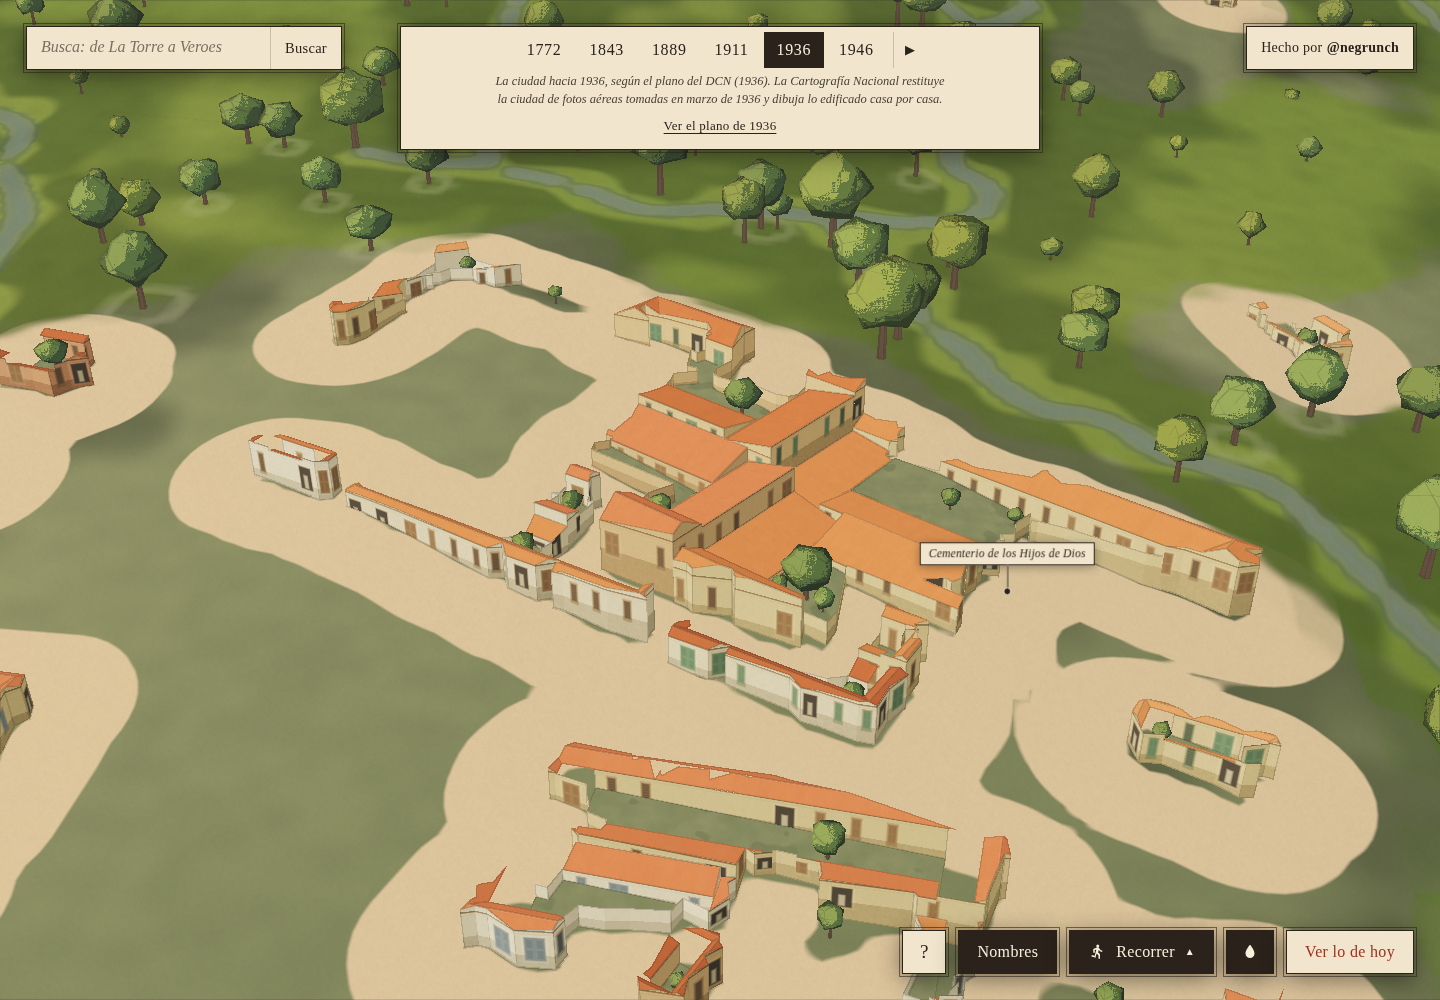 Busca: de La Torre a Veroes
Buscar
1772 1843 1889 1911 1936 1946 ▶
La ciudad hacia 1936, según el plano del DCN (1936). La Cartografía Nacional restituye
la ciudad de fotos aéreas tomadas en marzo de 1936 y dibuja lo edificado casa por casa.
Ver el plano de 1936
Hecho por @negrunch
Cementerio de los Hijos de Dios
?
Nombres
Recorrer ▲
Ver lo de hoy